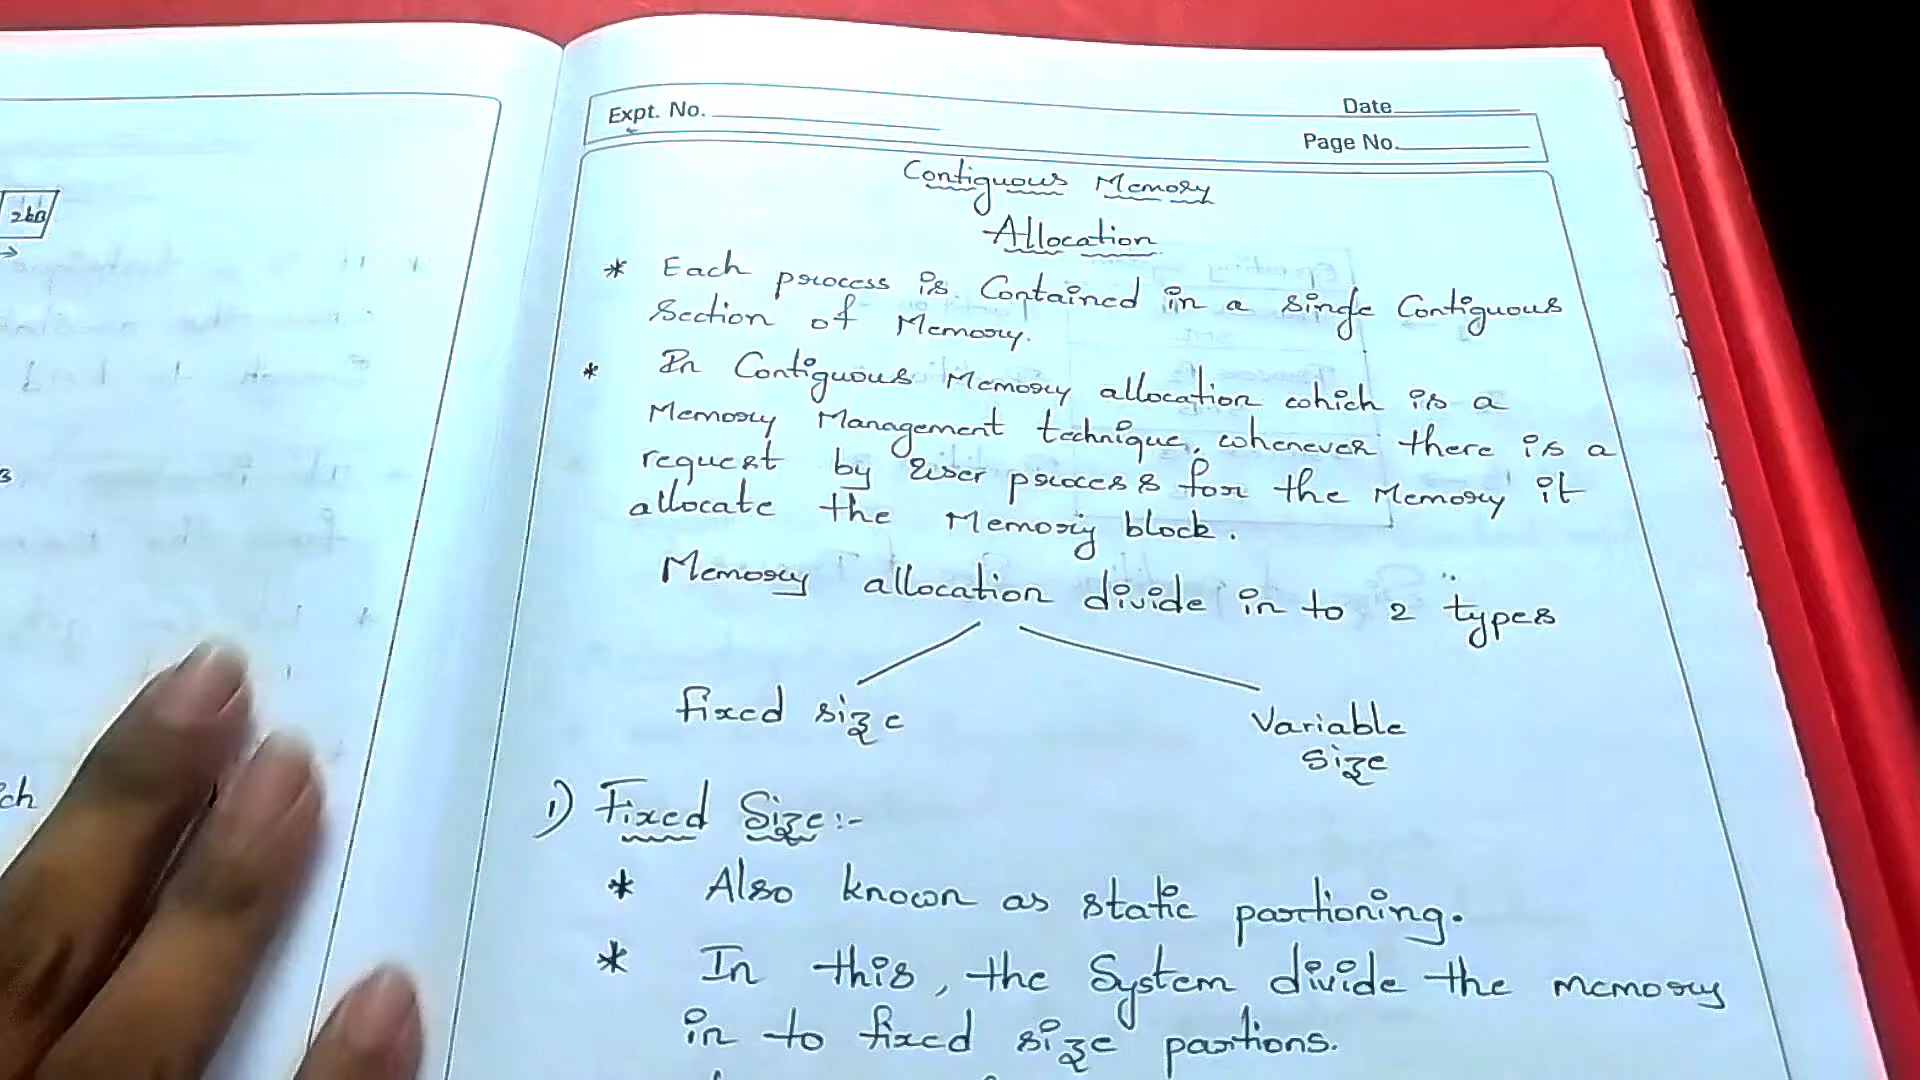 2kB
ch
Expt. No.
Date
Page No.
Contiguous Memory
Allocation
* Each process is Contained in a single Contiguous
Section of Memory.
* In Contiguous Memory allocation which is a
Memory Management technique, whenever there is a
request by user process for the Memory it
allocate the Memory block.
Memory allocation divide in to 2 types
fixed size
Variable
Size
1) Fixed Size:-
* Also known as static partioning.
* In this, the System divide the memory
in to fixed size partions.